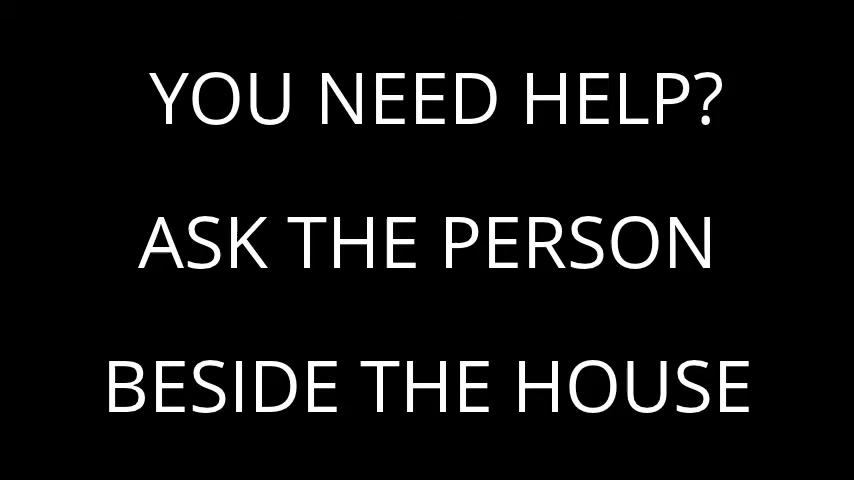 YOU NEED HELP?
ASK THE PERSON
BESIDE THE HOUSE